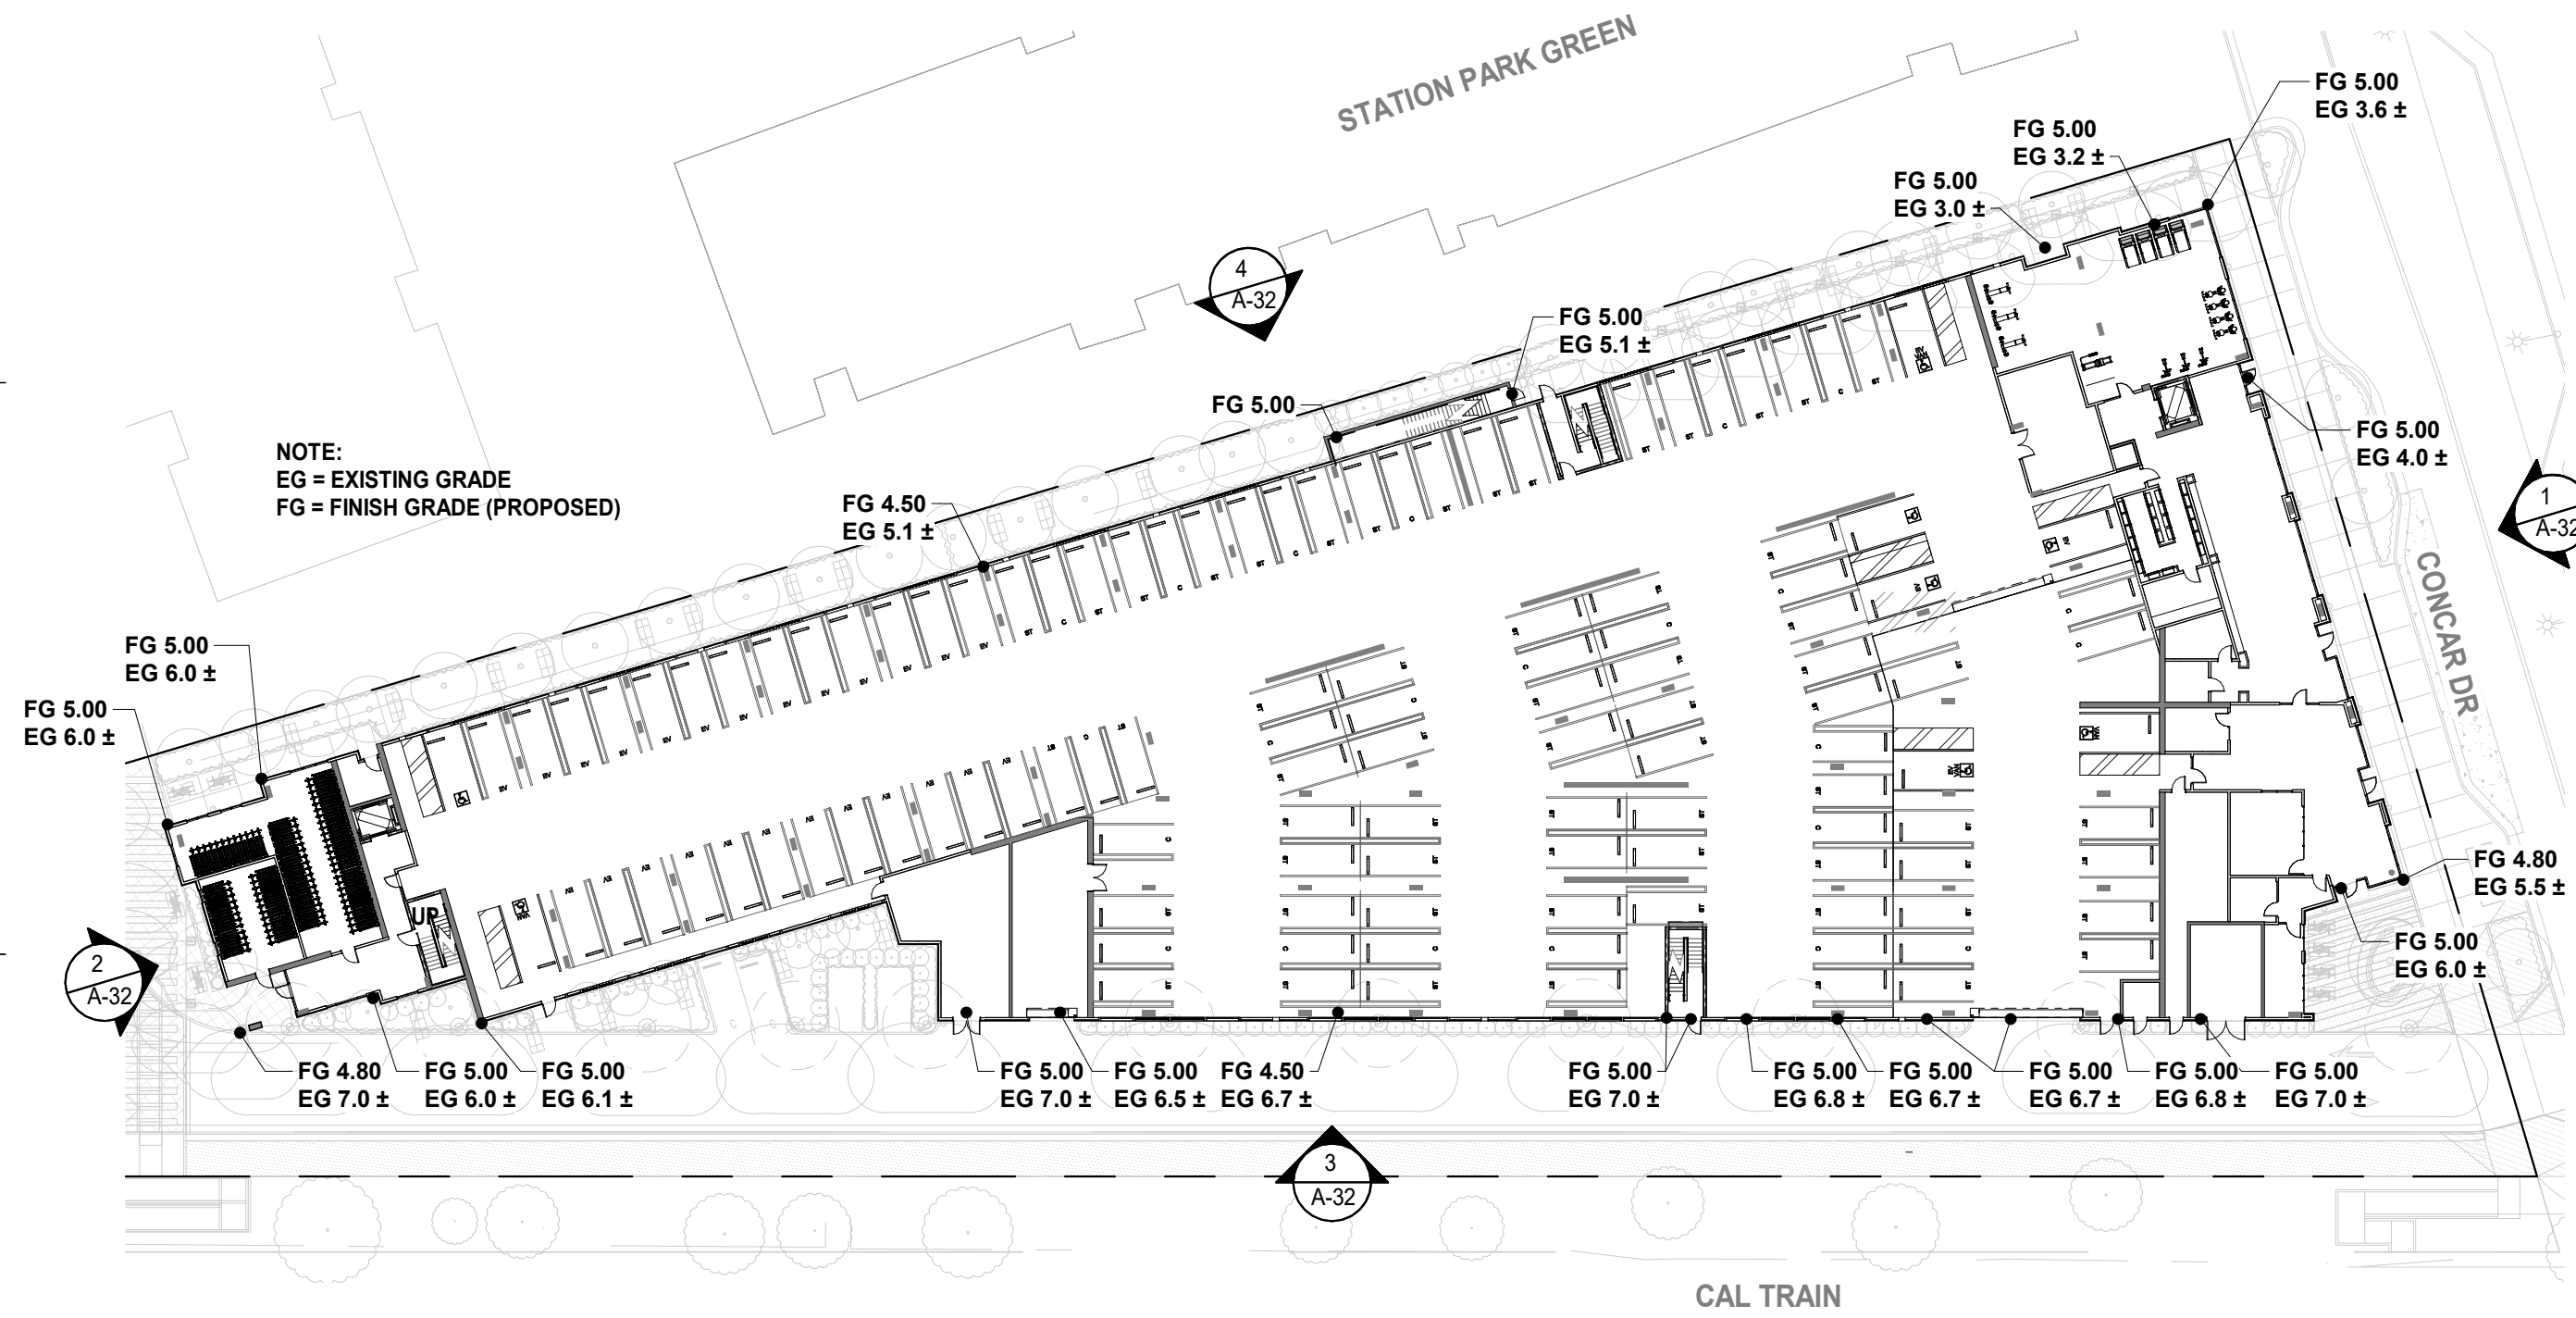 STATION PARK GREEN
FG 5.00
EG 3.6 ±
FG 5.00
EG 3.2 ±
FG 5.00
EG 3.0 ±
4
A-32
FG 5.00
EG 5.1 ±
FG 5.00
FG 5.00
EG 4.0 ±
NOTE:
EG = EXISTING GRADE
FG = FINISH GRADE (PROPOSED)
FG 4.50
EG 5.1 ±
1
A-32
CONCAR DR
FG 5.00
EG 6.0 ±
FG 5.00
EG 6.0 ±
FG 4.80
EG 5.5 ±
UP
FG 5.00
EG 6.0 ±
2
A-32
FG 4.80
EG 7.0 ±
FG 5.00
EG 6.0 ±
FG 5.00
EG 6.1 ±
FG 5.00
EG 7.0 ±
FG 5.00
EG 6.5 ±
FG 4.50
EG 6.7 ±
FG 5.00
EG 7.0 ±
FG 5.00
EG 6.8 ±
FG 5.00
EG 6.7 ±
FG 5.00
EG 6.7 ±
FG 5.00
EG 6.8 ±
FG 5.00
EG 7.0 ±
3
A-32
CAL TRAIN